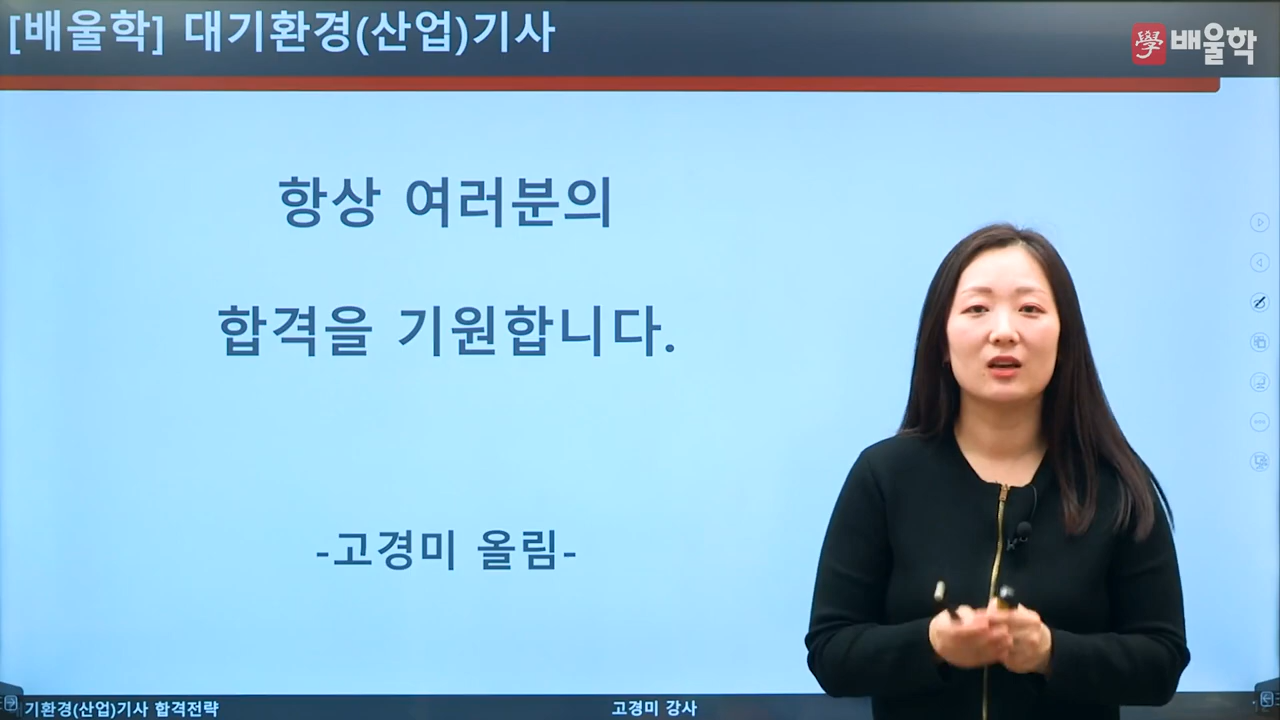 [배울학] 대기환경(산업)기사
學 배울학
항상 여러분의
합격을 기원합니다.
-고경미 올림-
기환경(산업)기사 합격전략
고경미 강사